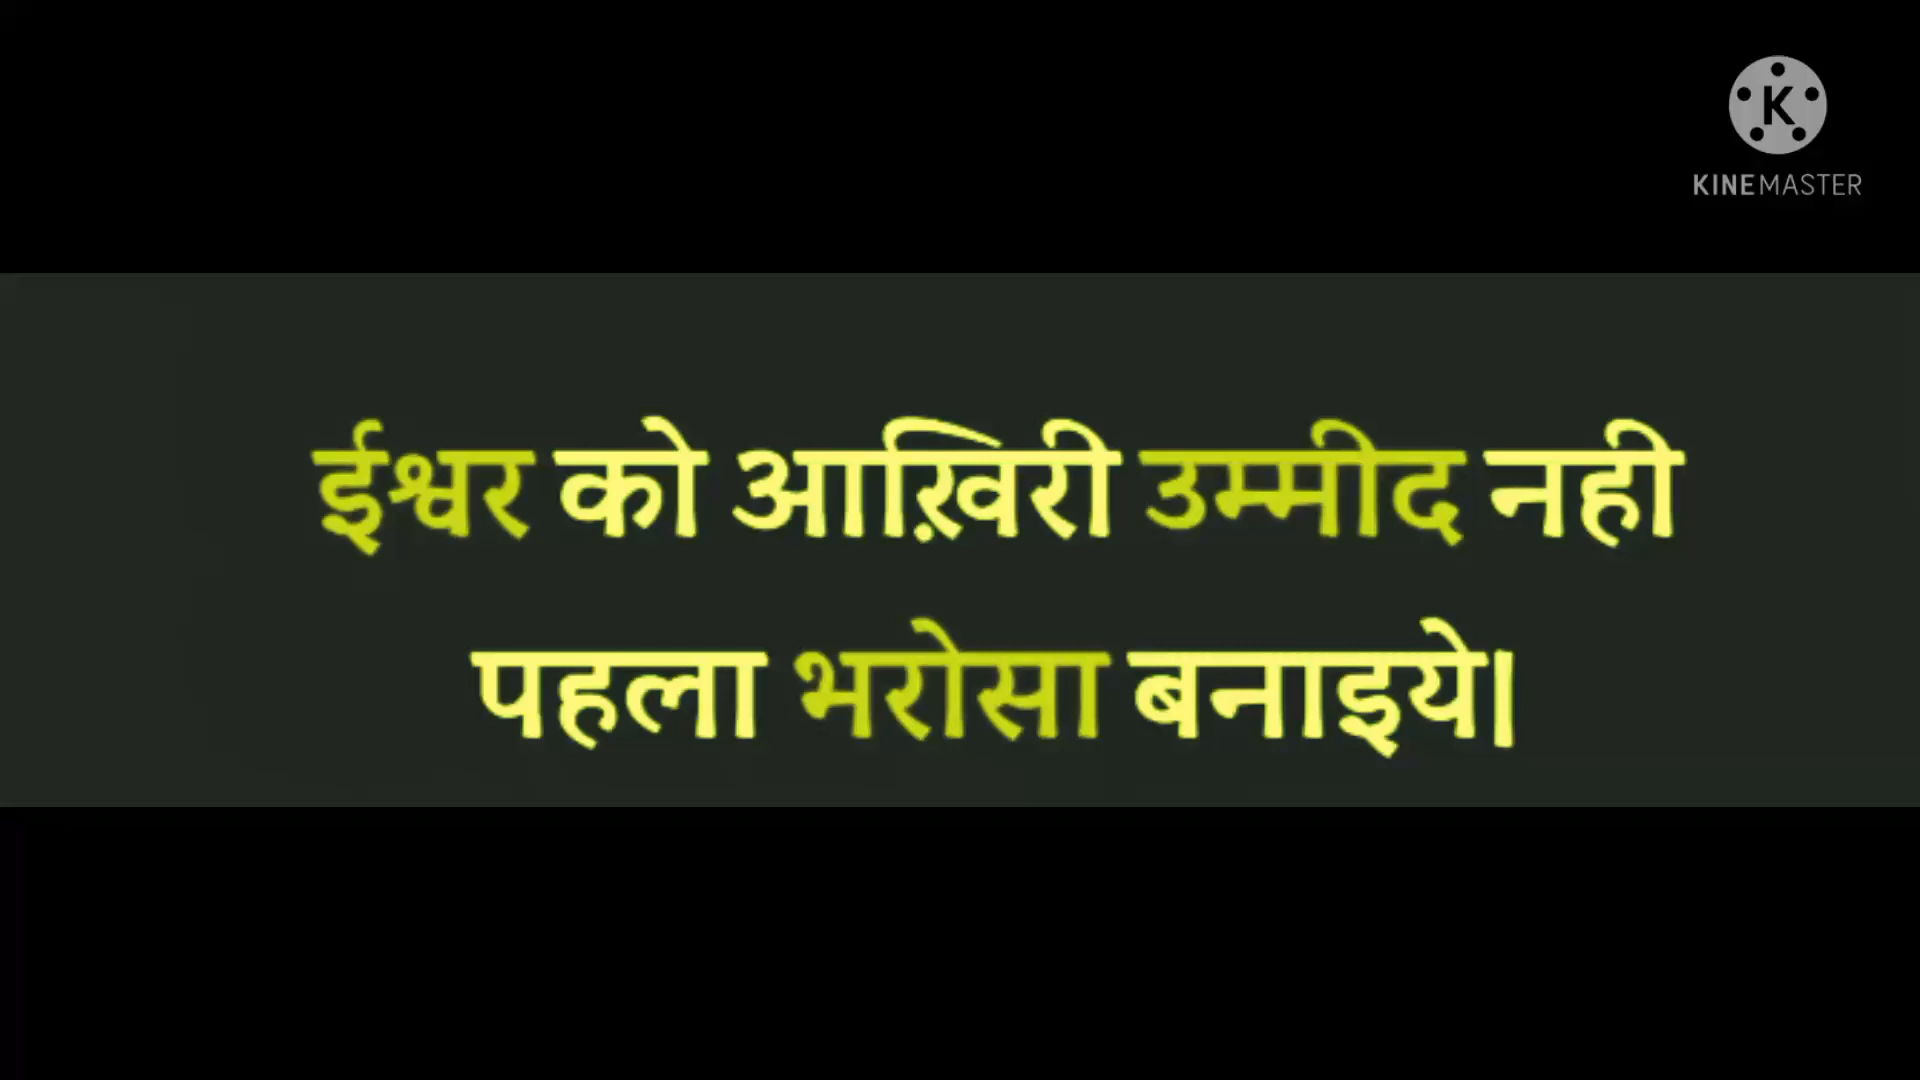 KINEMASTER
ईश्वर को आख़िरी उम्मीद नही
पहला भरोसा बनाइये।